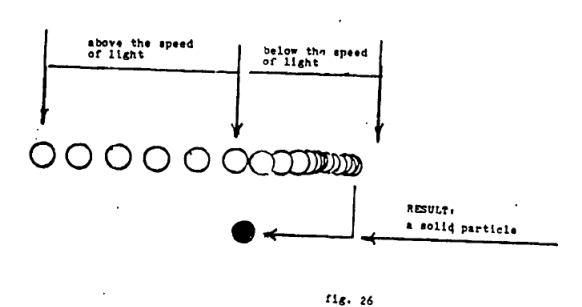 above the speed
of light
below the speed
of light
RESULT:
a solid particle
fig. 26